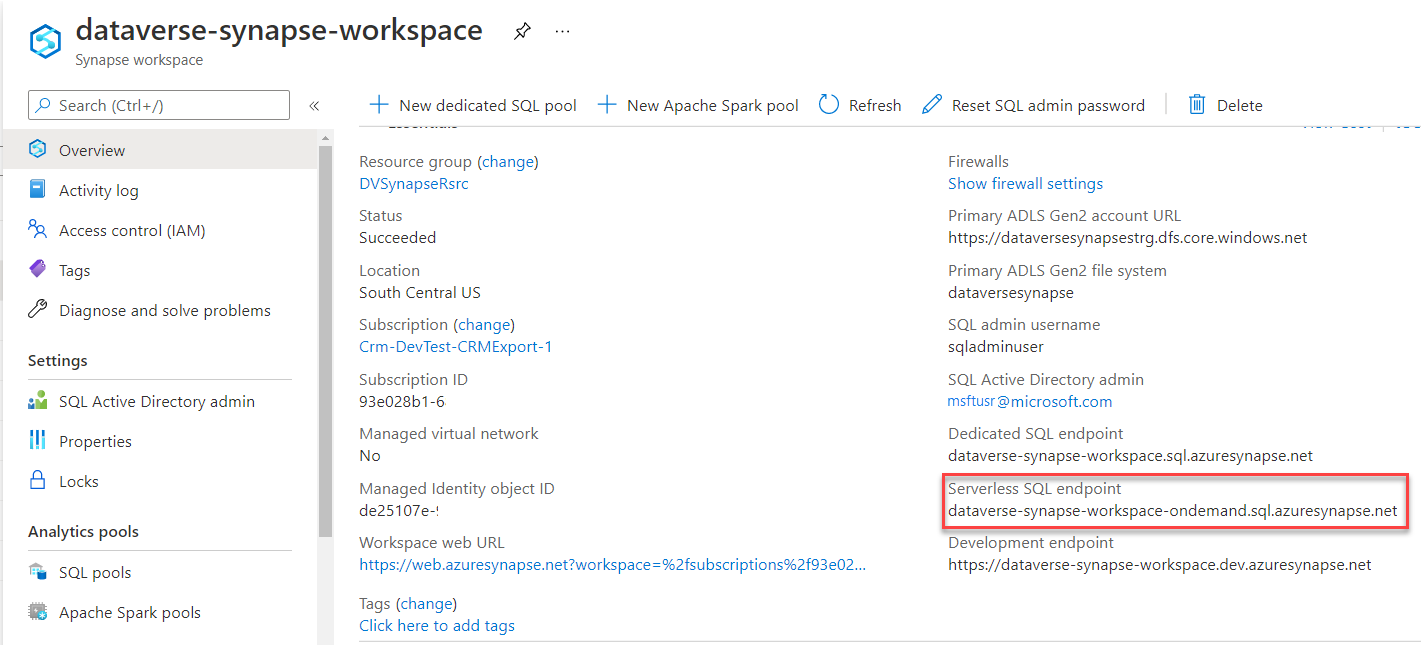 dataverse-synapse-workspace
Synapse workspace
Search (Ctrl+/)
New dedicated SQL pool
New Apache Spark pool
Refresh
Reset SQL admin password
Delete
Overview
Activity log
Access control (IAM)
Tags
Diagnose and solve problems
Settings
SQL Active Directory admin
Properties
Locks
Analytics pools
SQL pools
Apache Spark pools
Essentials
Resource group (change)
DVSynapseRsrc
Status
Succeeded
Location
South Central US
Subscription (change)
Crm-DevTest-CRMExport-1
Subscription ID
93e028b1-6
Managed virtual network
No
Managed Identity object ID
de25107e-
Workspace web URL
https://web.azuresynapse.net?workspace=%2fsubscriptions%2f93e02...
Tags (change)
Click here to add tags
Firewalls
Show firewall settings
Primary ADLS Gen2 account URL
https://dataversesynapsestrg.dfs.core.windows.net
Primary ADLS Gen2 file system
dataversesynapse
SQL admin username
sqladminuser
SQL Active Directory admin
msftusr@microsoft.com
Dedicated SQL endpoint
dataverse-synapse-workspace.sql.azuresynapse.net
Serverless SQL endpoint
dataverse-synapse-workspace-ondemand.sql.azuresynapse.net
Development endpoint
https://dataverse-synapse-workspace.dev.azuresynapse.net